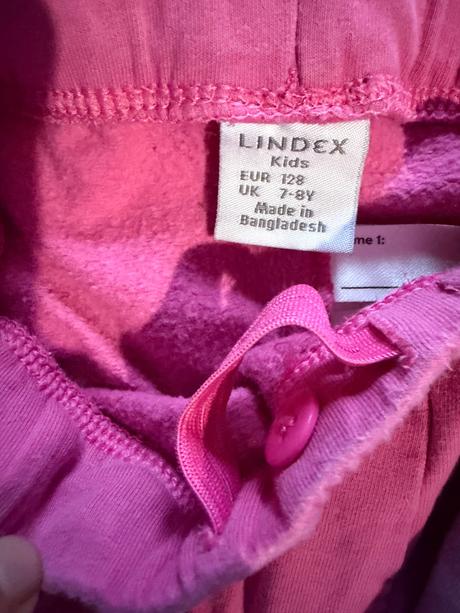 LINDEX
Kids
EUR 128
UK 7-8Y
Made in
Bangladesh
me 1: